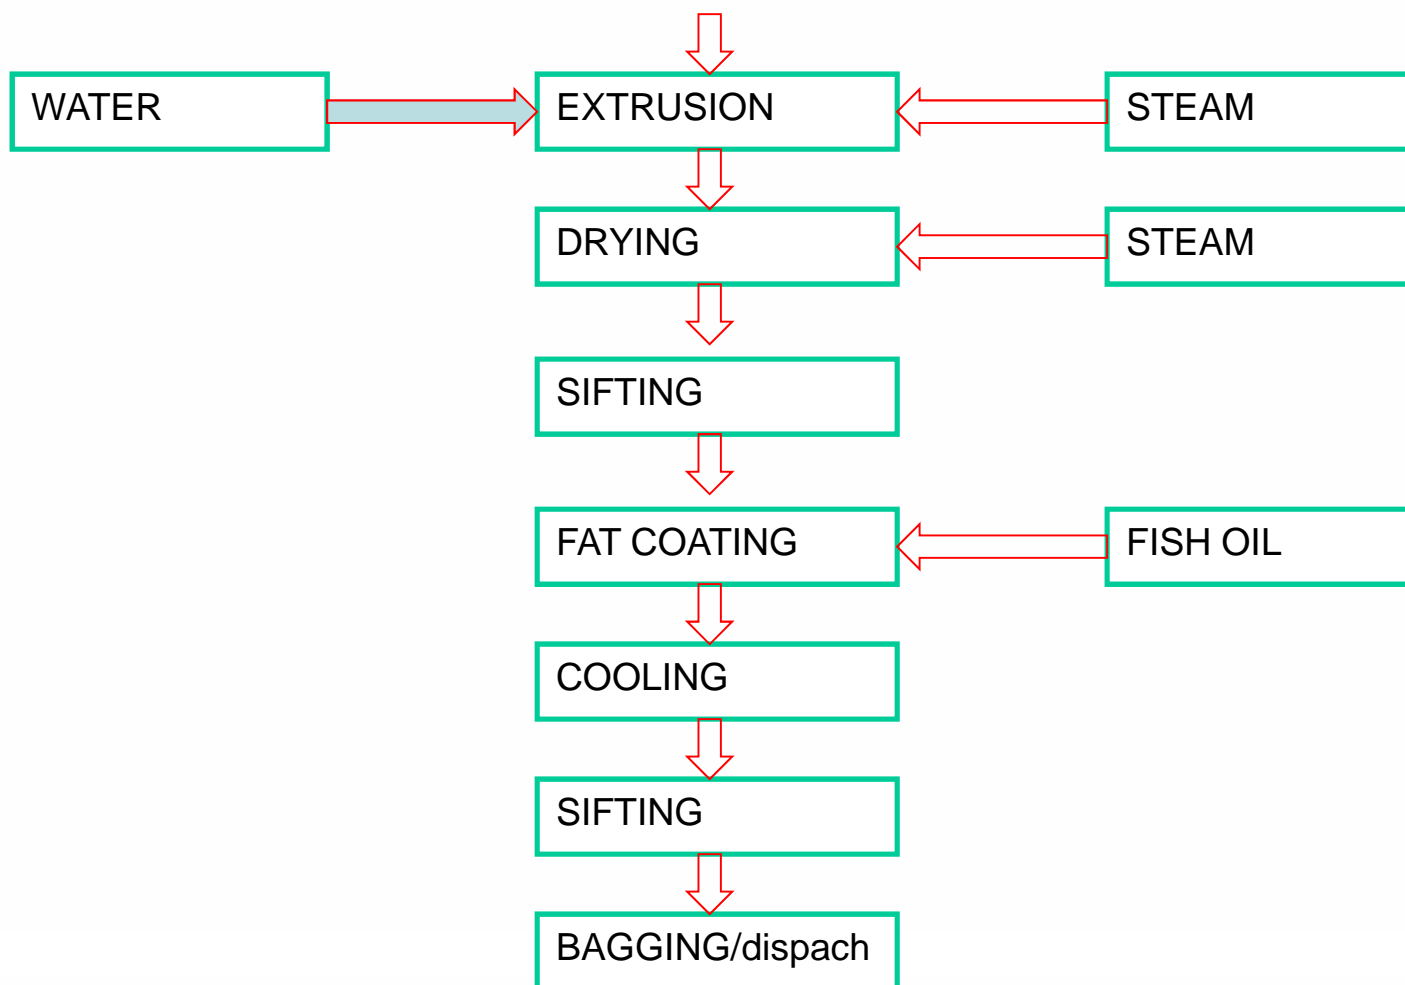 WATER
EXTRUSION
STEAM
DRYING
STEAM
SIFTING
FAT COATING
FISH OIL
COOLING
SIFTING
BAGGING/dispach